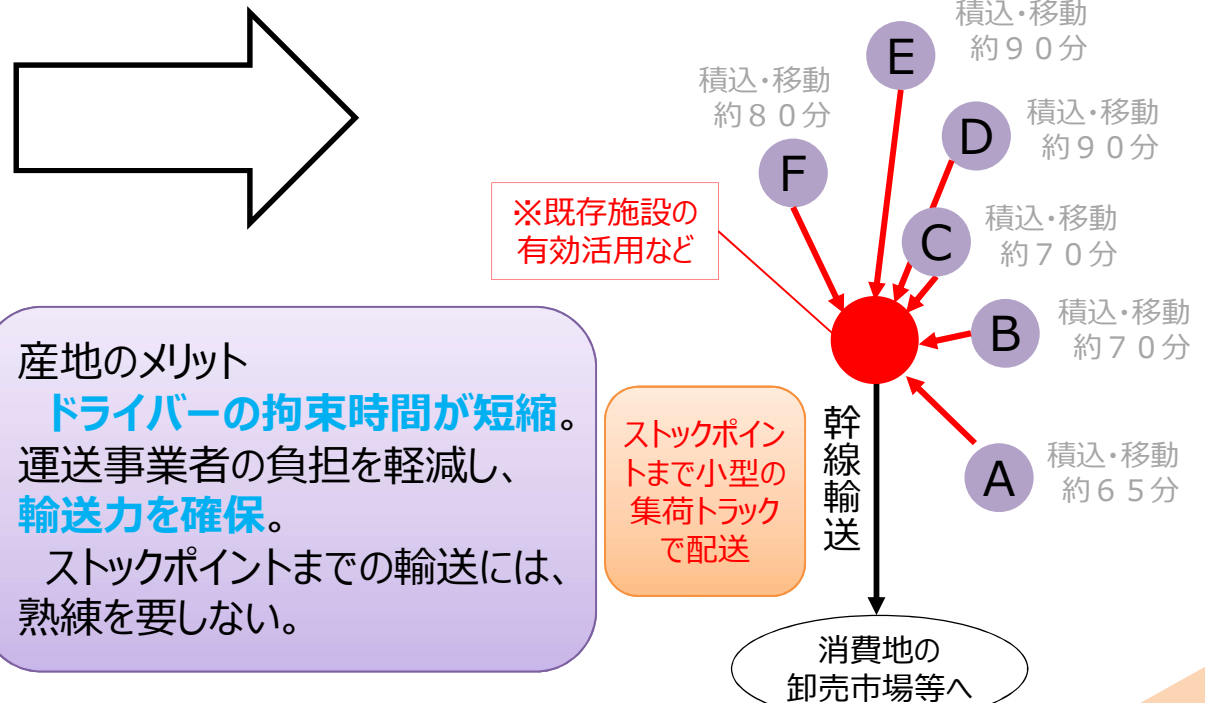 積込・移動
約９０分
E
積込・移動
約８０分
F
D
積込・移動
約９０分
※既存施設の
有効活用など
C
積込・移動
約７０分
B
積込・移動
約７０分
A
積込・移動
約６５分
産地のメリット
ドライバーの拘束時間が短縮。
運送事業者の負担を軽減し、
輸送力を確保。
ストックポイントまでの輸送には、
熟練を要しない。
ストックポイン
トまで小型の
集荷トラック
で配送
幹線輸送
消費地の
卸売市場等へ